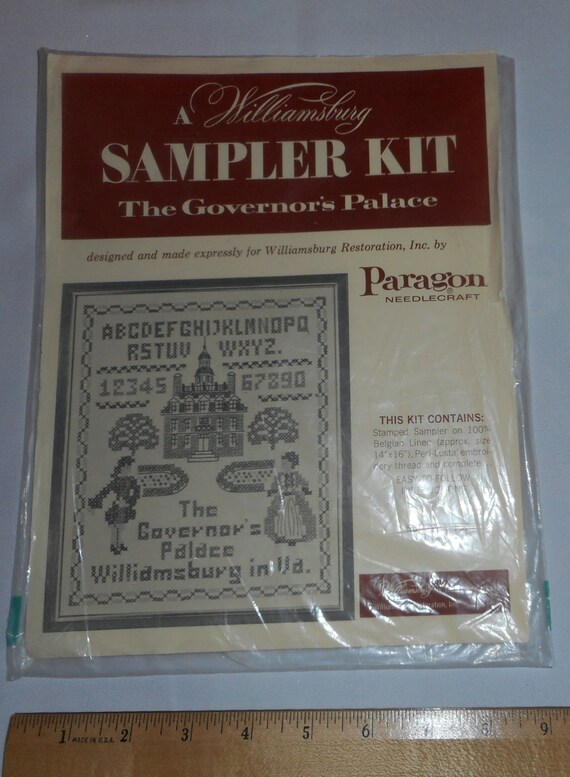 A Williamsburg
SAMPLER KIT
The Governor's Palace
designed and made expressly for Williamsburg Restoration, Inc. by
Paragon®
NEEDLECRAFT
ABCDEFGHIJKLMNOPQ
RSTUV WXYZ.
12345 67890
The
Governor's
Palace
Williamsburg in Va.
THIS KIT CONTAINS:
Stamped Sampler on 100%
Belgian Linen (approx. size
14"x16"), Perl-Lusta embroi-
dery thread and complete
EASY TO FOLLOW
Williamsburg
1 MADE IN U.S.A. 2 3 4 5 6 7 8 9